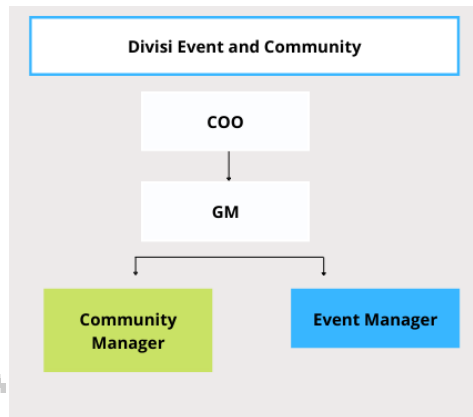 Divisi Event and Community
COO
GM
Community
Manager
Event Manager